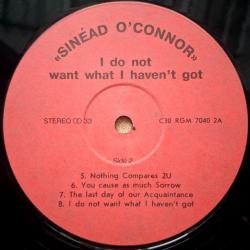 «SINÉAD O'CONNOR»
I do not
want what I haven't got
STEREO 33
C30 RGM 7040 2A
Side 2
5. Nothing Compares 2U
6. You cause as much Sorrow
7. The last day of our Acquaintance
8. I do not want what I haven't got